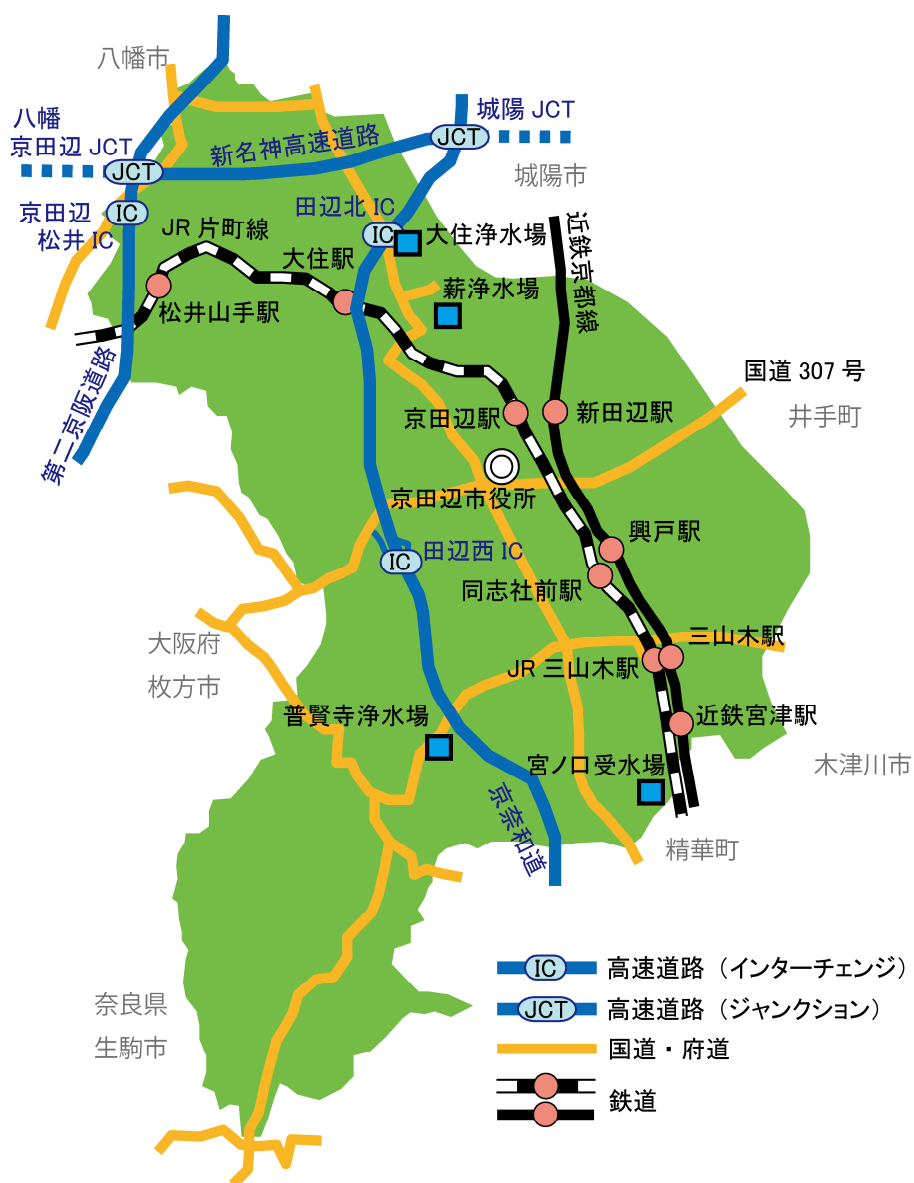 八幡市
八幡
京田辺 JCT
JCT
新名神高速道路
城陽 JCT
JCT
城陽市
京田辺
松井 IC
IC
田辺北 IC
IC
大住浄水場
JR 片町線
大住駅
近鉄京都線
松井山手駅
薪浄水場
第二京阪道路
国道 307 号
井手町
京田辺駅
新田辺駅
京田辺市役所
興戸駅
田辺西 IC
IC
同志社前駅
大阪府
枚方市
三山木駅
JR 三山木駅
普賢寺浄水場
近鉄宮津駅
宮ノ口受水場
木津川市
京奈和道
精華町
奈良県
生駒市
IC
高速道路（インターチェンジ）
JCT
高速道路（ジャンクション）
国道・府道
鉄道